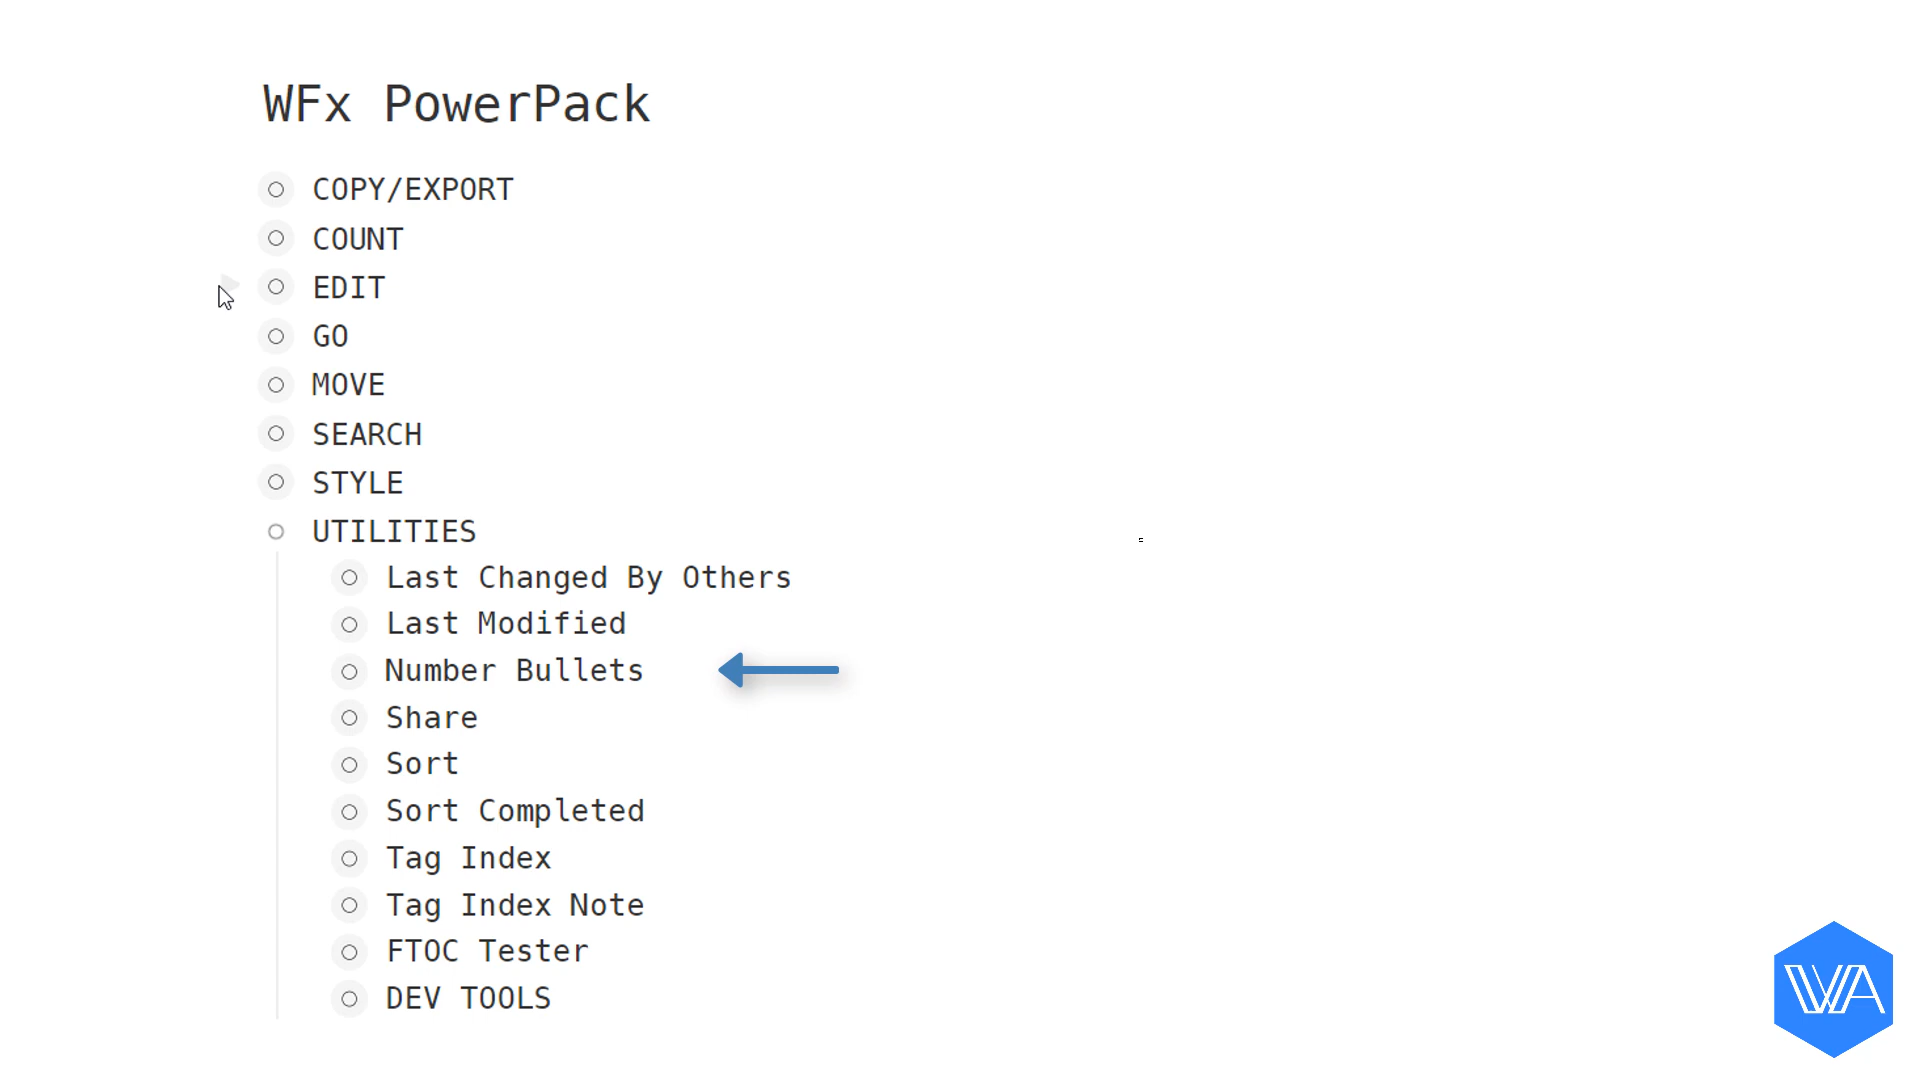 WFx PowerPack
COPY/EXPORT
COUNT
EDIT
GO
MOVE
SEARCH
STYLE
UTILITIES
Last Changed By Others
Last Modified
Number Bullets
Share
Sort
Sort Completed
Tag Index
Tag Index Note
FTOC Tester
DEV TOOLS
WA